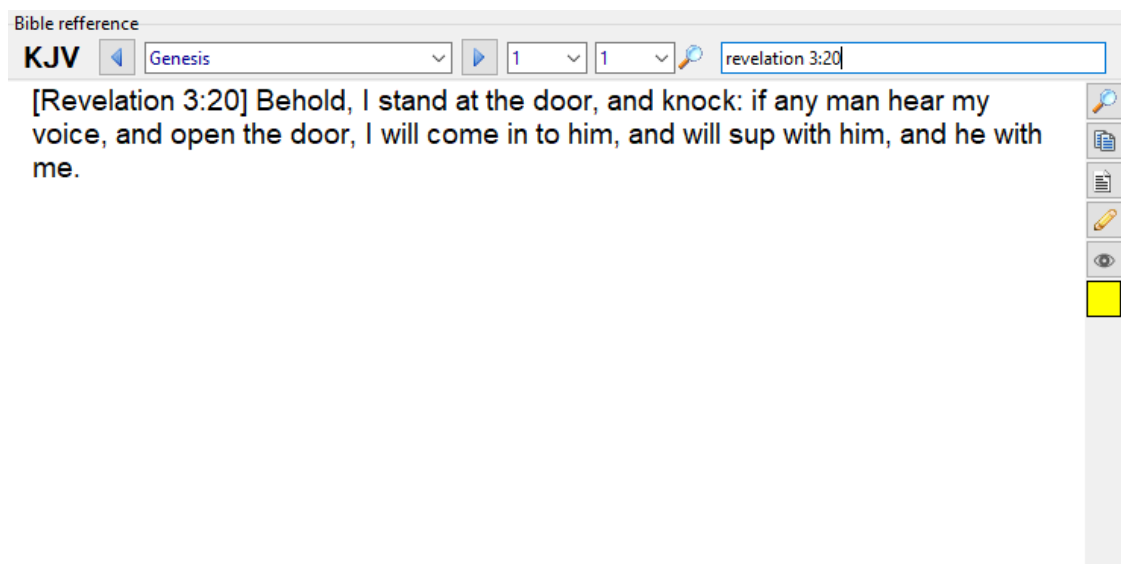 Bible refference
KJV Genesis 1 1 revelation 3:20
[Revelation 3:20] Behold, I stand at the door, and knock: if any man hear my
voice, and open the door, I will come in to him, and will sup with him, and he with
me.